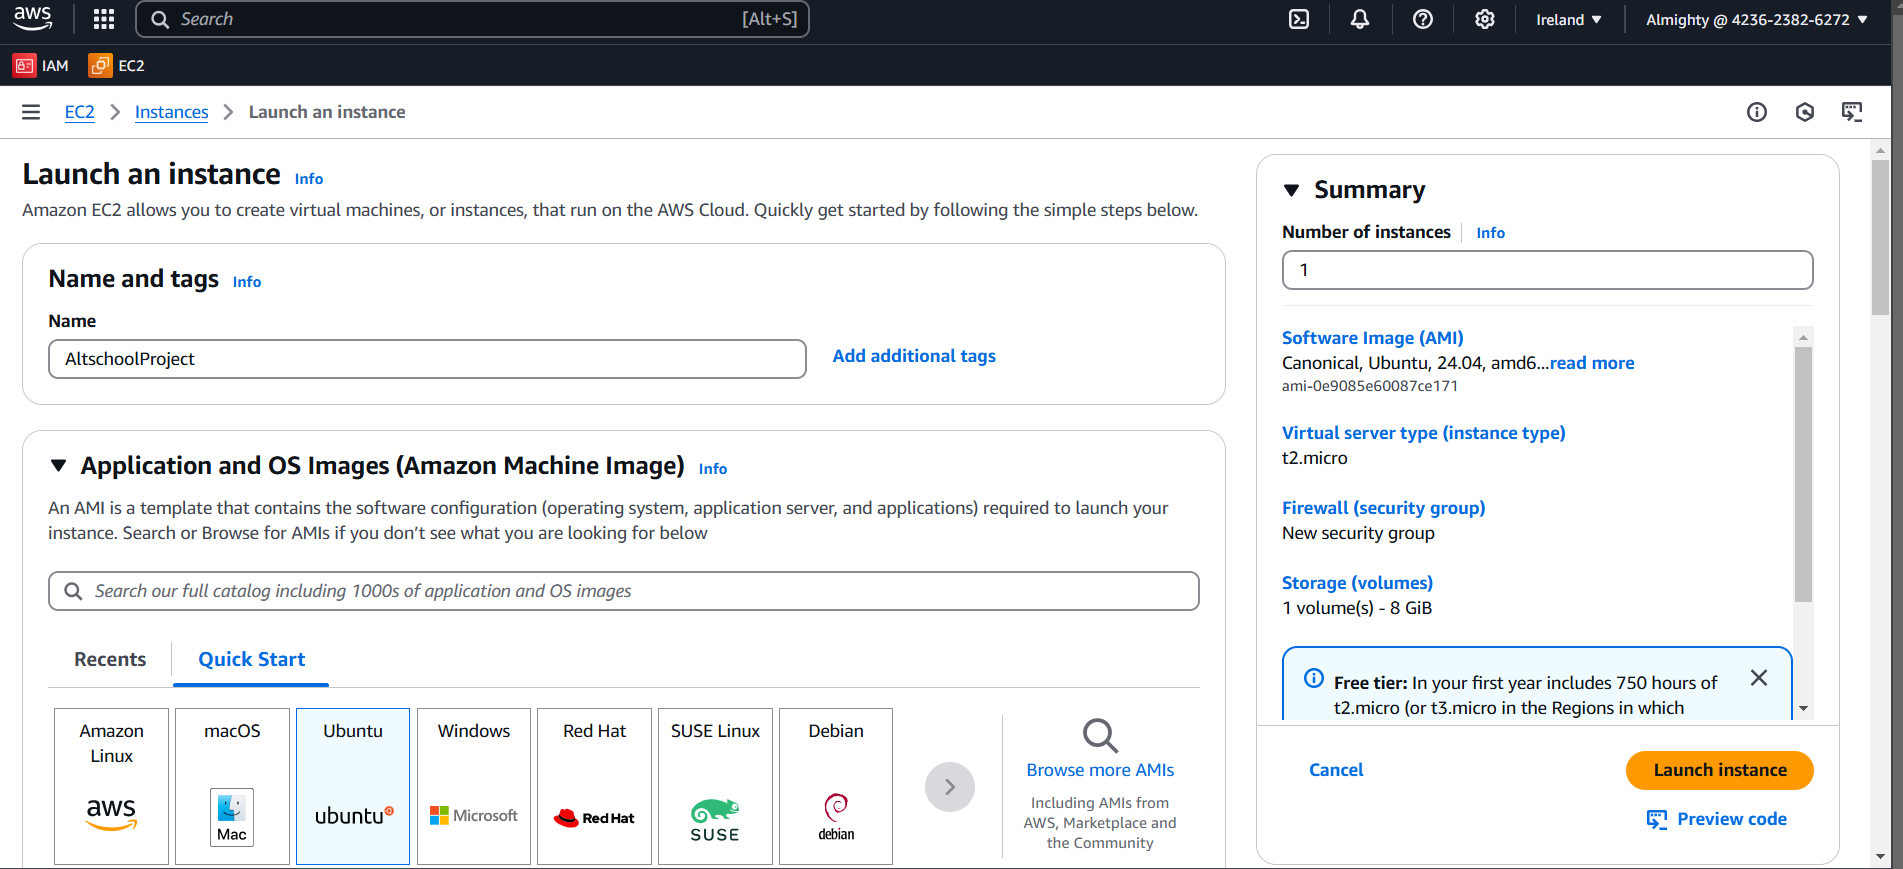 aws
Search
[Alt+S]
Ireland ▼
Almighty @ 4236-2382-6272 ▼
IAM
EC2
EC2 > Instances > Launch an instance
Launch an instance Info
Amazon EC2 allows you to create virtual machines, or instances, that run on the AWS Cloud. Quickly get started by following the simple steps below.
Name and tags Info
Name
AltschoolProject
Add additional tags
Application and OS Images (Amazon Machine Image) Info
An AMI is a template that contains the software configuration (operating system, application server, and applications) required to launch your
instance. Search or Browse for AMIs if you don’t see what you are looking for below
Search our full catalog including 1000s of application and OS images
Recents
Quick Start
Amazon
Linux
aws
macOS
Mac
Ubuntu
ubuntu
Windows
Microsoft
Red Hat
Red Hat
SUSE Linux
SUSE
Debian
debian
Browse more AMIs
Including AMIs from
AWS, Marketplace and
the Community
Summary
Number of instances Info
1
Software Image (AMI)
Canonical, Ubuntu, 24.04, amd6...read more
ami-0e9085e60087ce171
Virtual server type (instance type)
t2.micro
Firewall (security group)
New security group
Storage (volumes)
1 volume(s) - 8 GiB
Free tier: In your first year includes 750 hours of
t2.micro (or t3.micro in the Regions in which
Cancel
Launch instance
Preview code